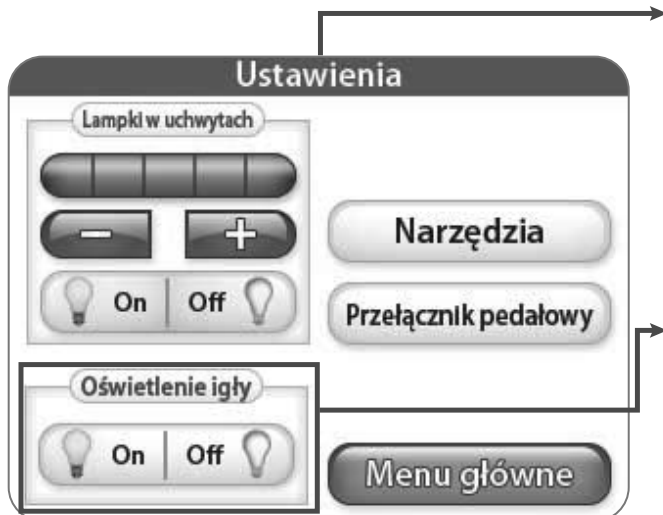 Ustawienia
Lampki w uchwytach
− +
On | Off
Narzędzia
Przełącznik pedałowy
Oświetlenie igły
On | Off
Menu główne